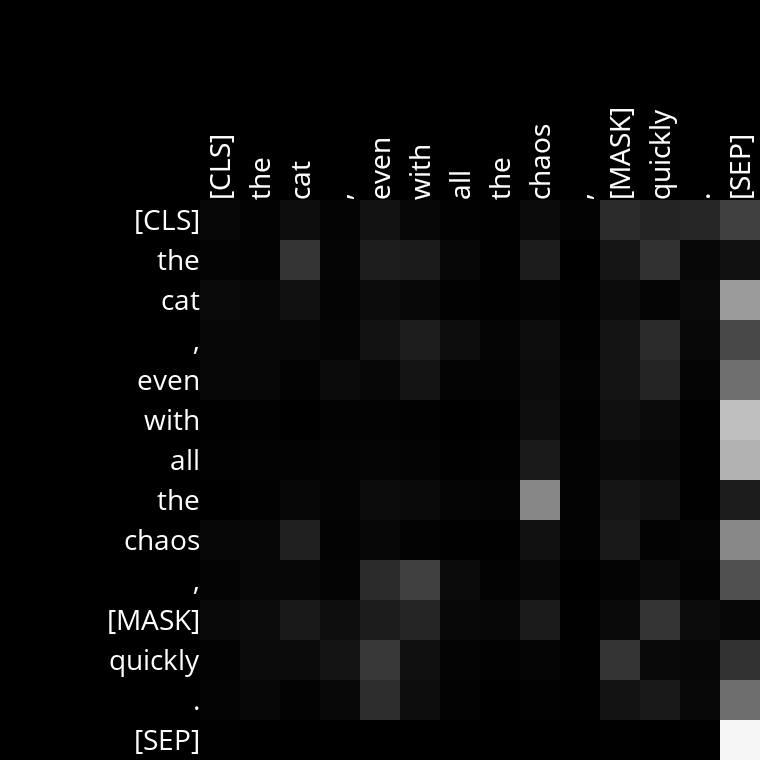 [CLS] the cat , even with all the chaos , [MASK] quickly . [SEP]
[CLS]
the
cat
,
even
with
all
the
chaos
,
[MASK]
quickly
.
[SEP]